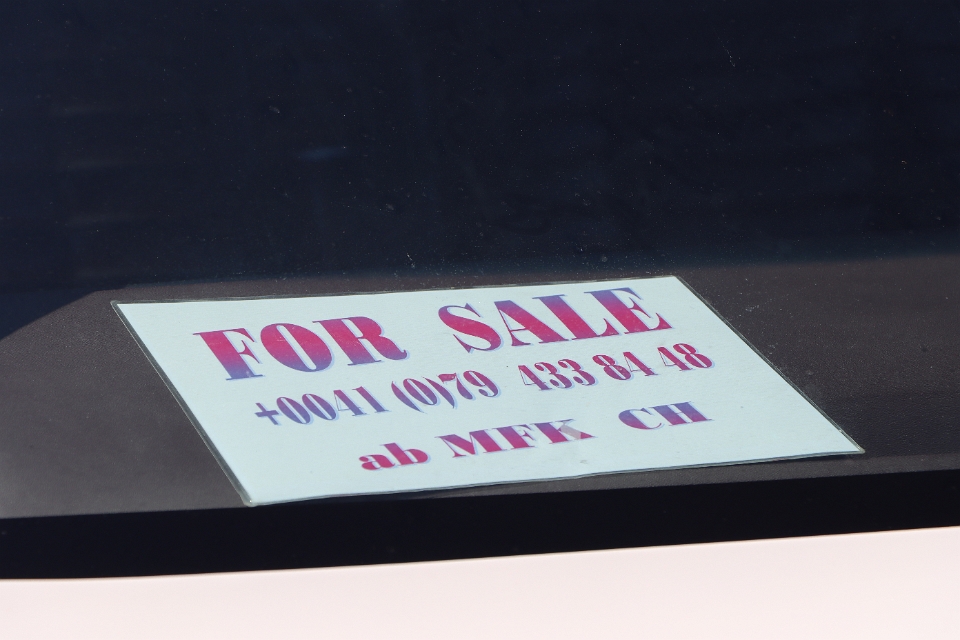 FOR SALE
+0041 (0)79 433 84 48
ab MFK CH